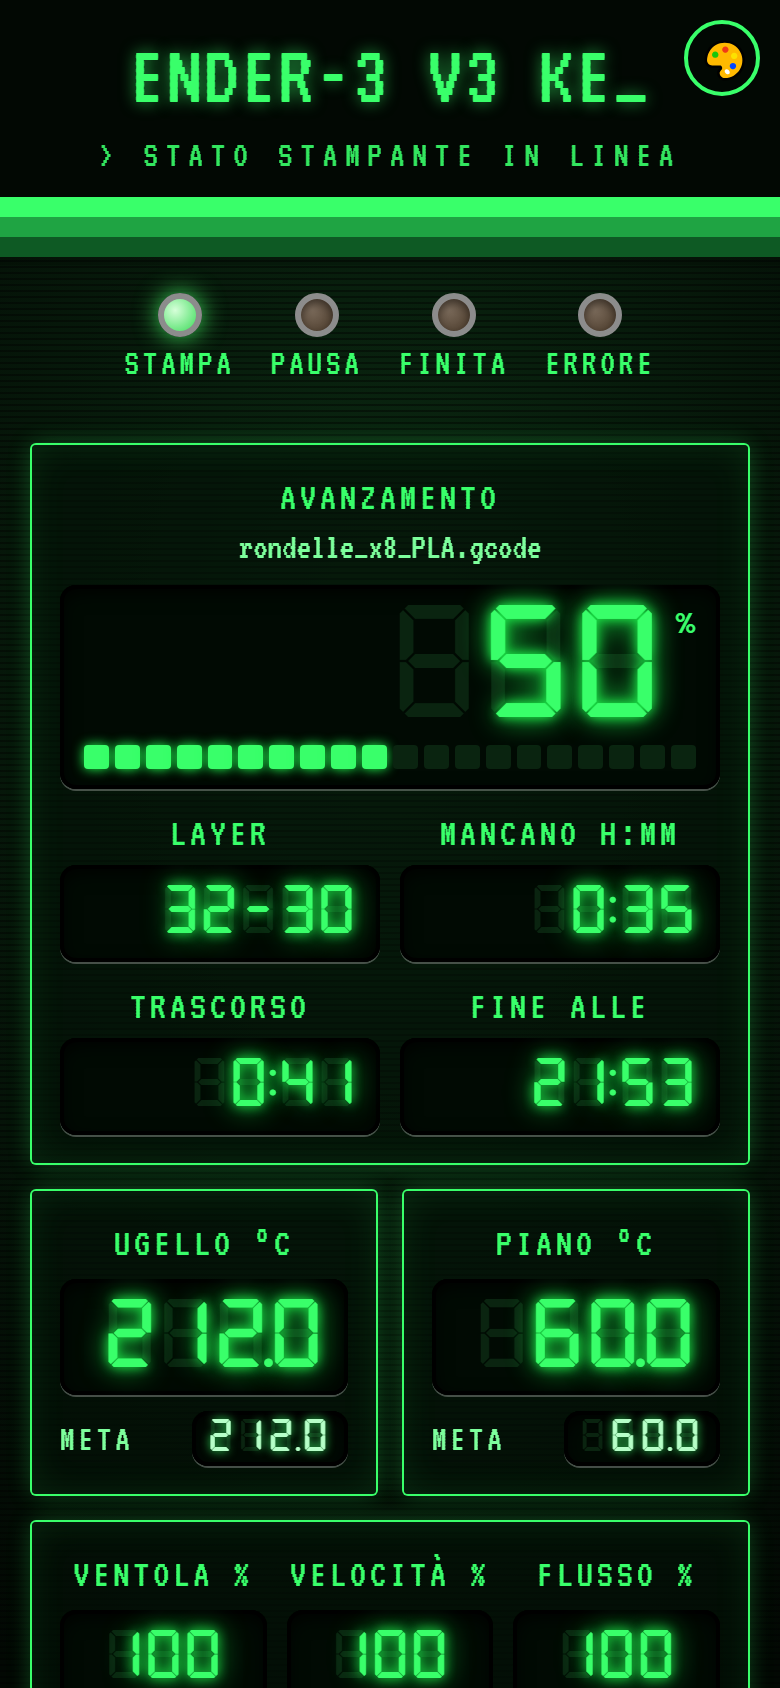 ENDER-3 V3 KE_
> STATO STAMPANTE IN LINEA
STAMPA PAUSA FINITA ERRORE
AVANZAMENTO
rondelle_x8_PLA.gcode
50 %
LAYER MANCANO H:MM
32-30 0:35
TRASCORSO FINE ALLE
0:41 21:53
UGELLO °C PIANO °C
212.0 60.0
META 212.0 META 60.0
VENTOLA % VELOCITÀ % FLUSSO %
100 100 100